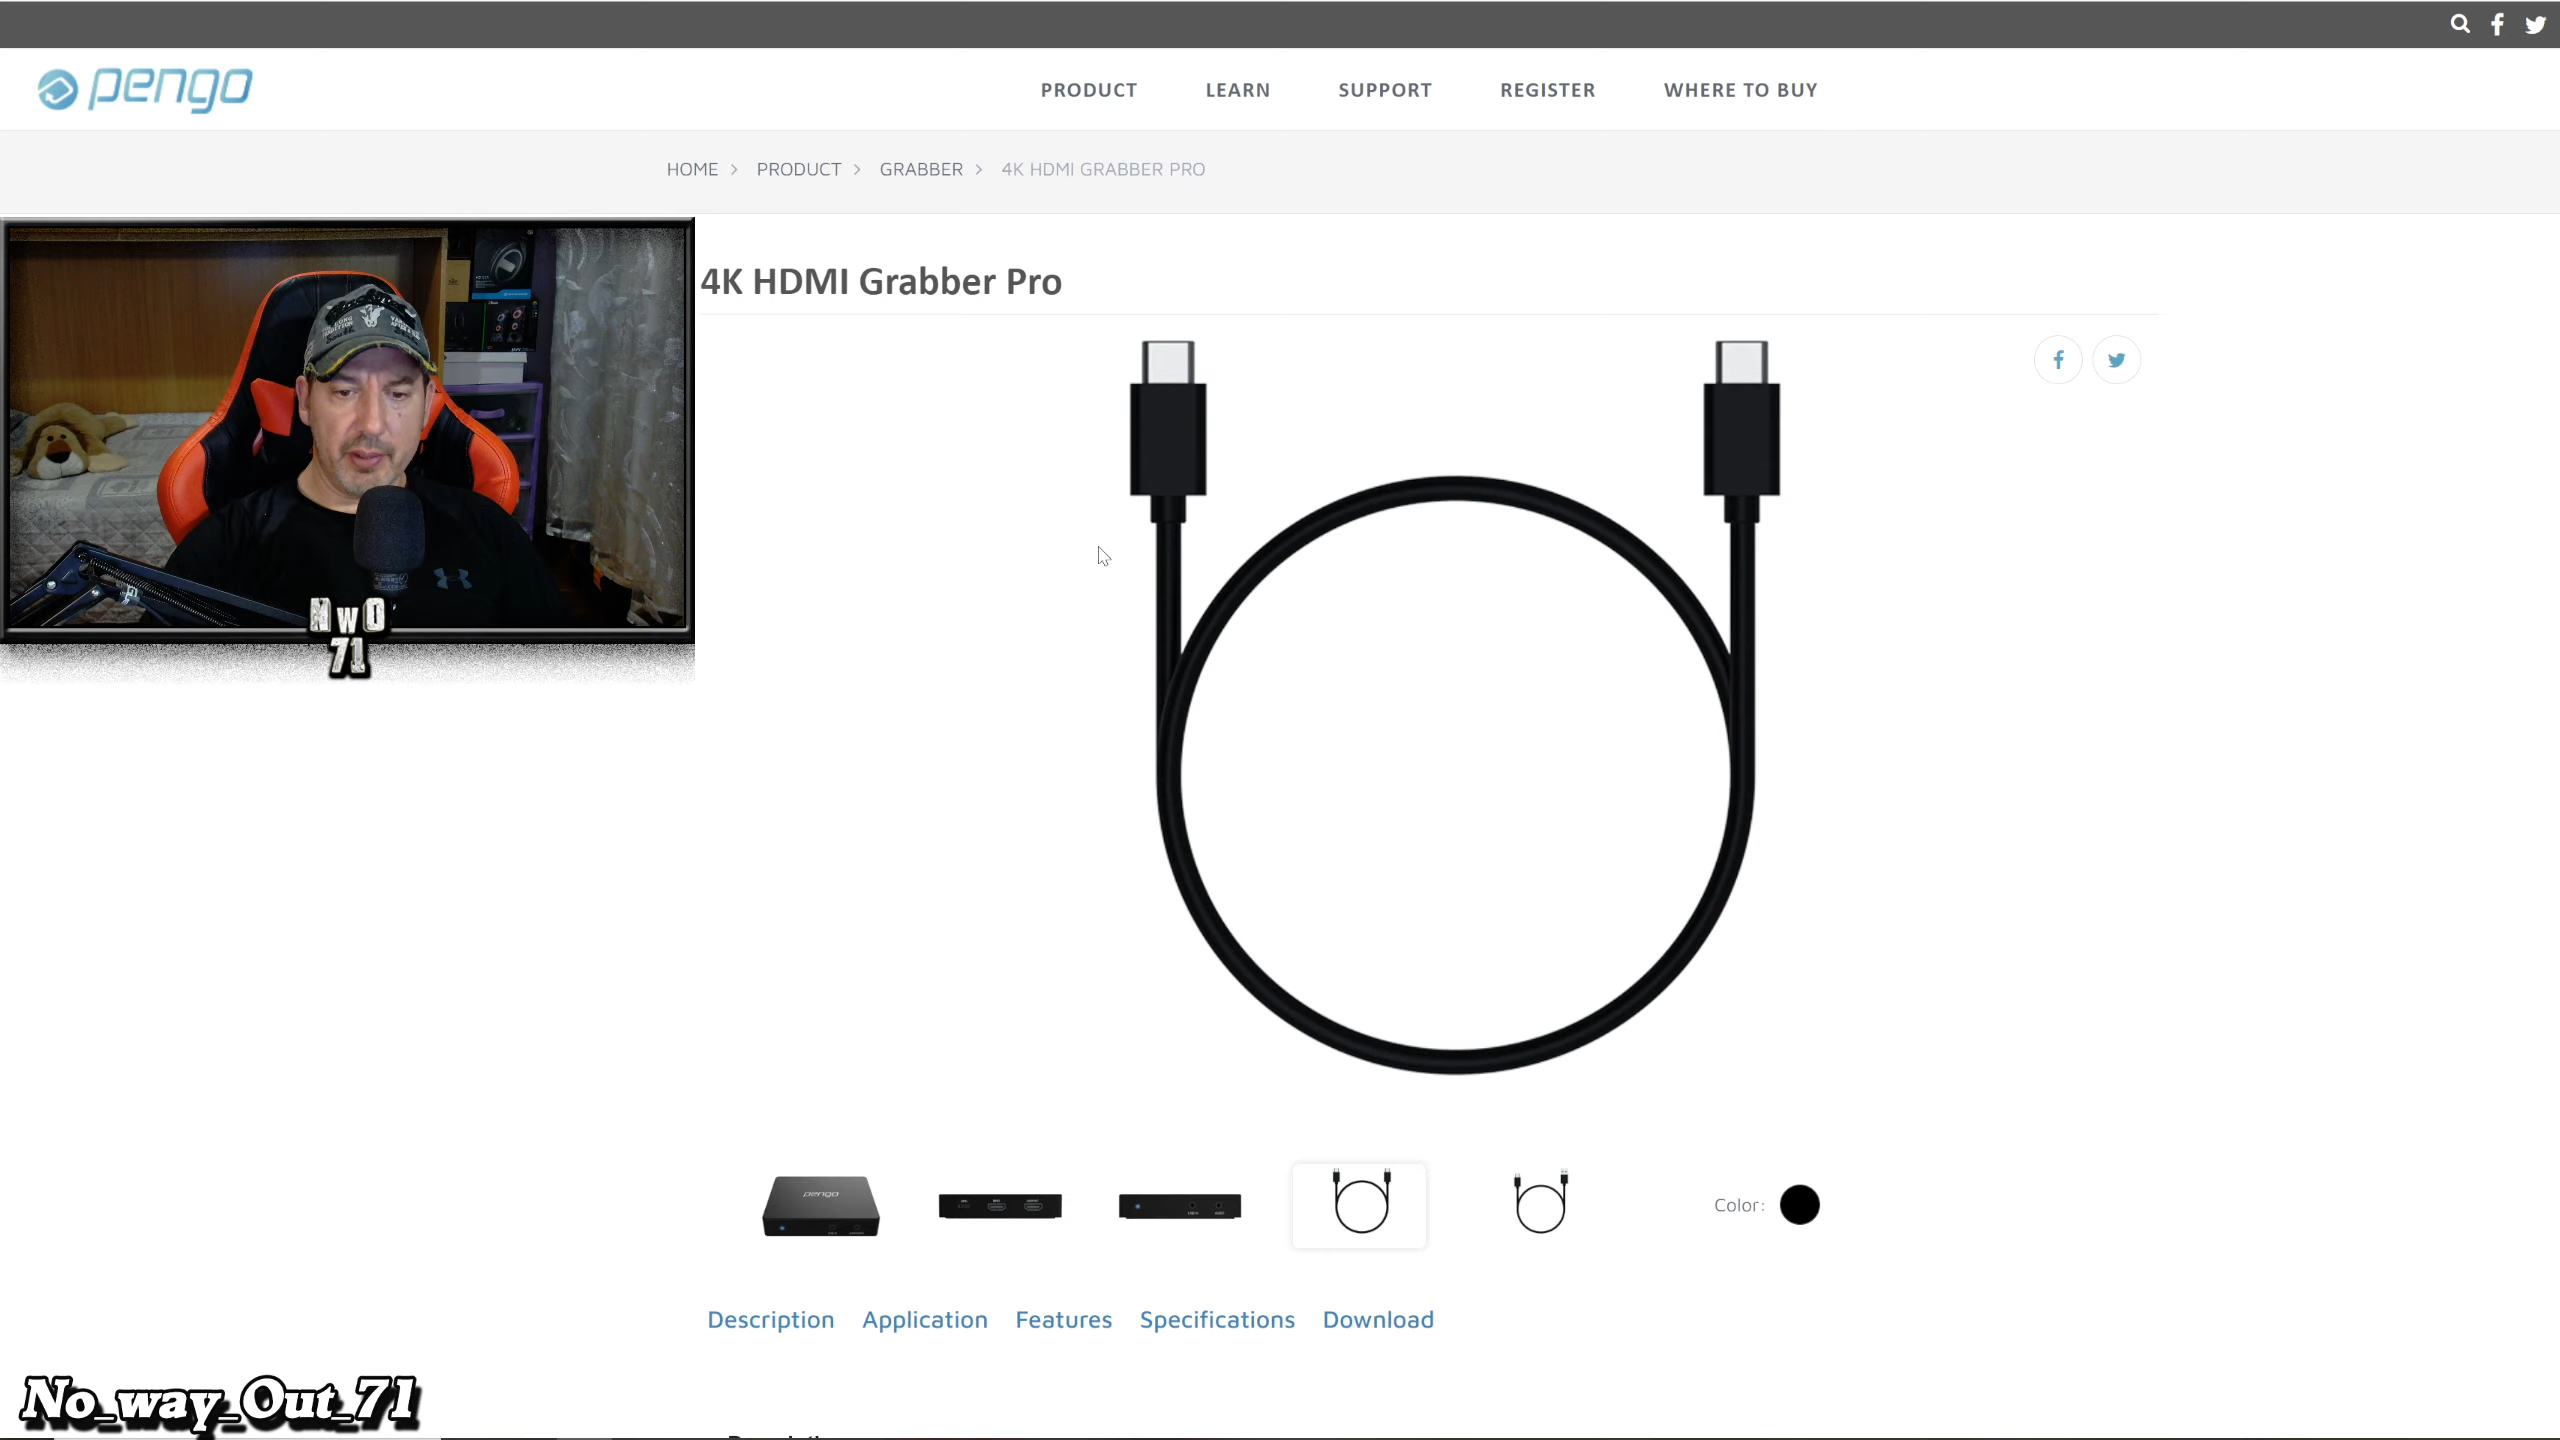 pengo
PRODUCT LEARN SUPPORT REGISTER WHERE TO BUY
HOME > PRODUCT > GRABBER > 4K HDMI GRABBER PRO
4K HDMI Grabber Pro
NwO
71
pengo
Color:
Description Application Features Specifications Download
No_way_Out_71